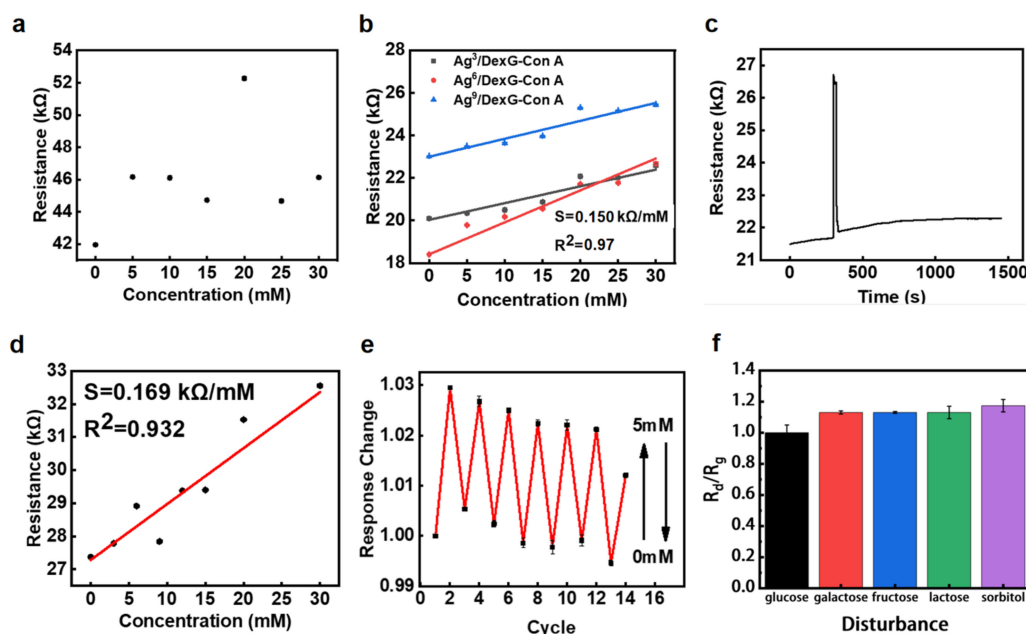 a
Resistance (kΩ)
54
52
50
48
46
44
42
0 5 10 15 20 25 30
Concentration (mM)
b
Resistance (kΩ)
28
26
24
22
20
18
Ag³/DexG-Con A
Ag⁶/DexG-Con A
Ag⁹/DexG-Con A
S=0.150 kΩ/mM
R²=0.97
0 5 10 15 20 25 30
Concentration (mM)
c
Resistance (kΩ)
27
26
25
24
23
22
21
0 500 1000 1500
Time (s)
d
Resistance (kΩ)
33
32
31
30
29
28
27
S=0.169 kΩ/mM
R²=0.932
0 5 10 15 20 25 30
Concentration (mM)
e
Response Change
1.03
1.02
1.01
1.00
0.99
5mM
0mM
0 2 4 6 8 10 12 14 16
Cycle
f
R_d/R_g
1.4
1.2
1.0
0.8
0.6
0.4
0.2
0.0
glucose galactose fructose lactose sorbitol
Disturbance